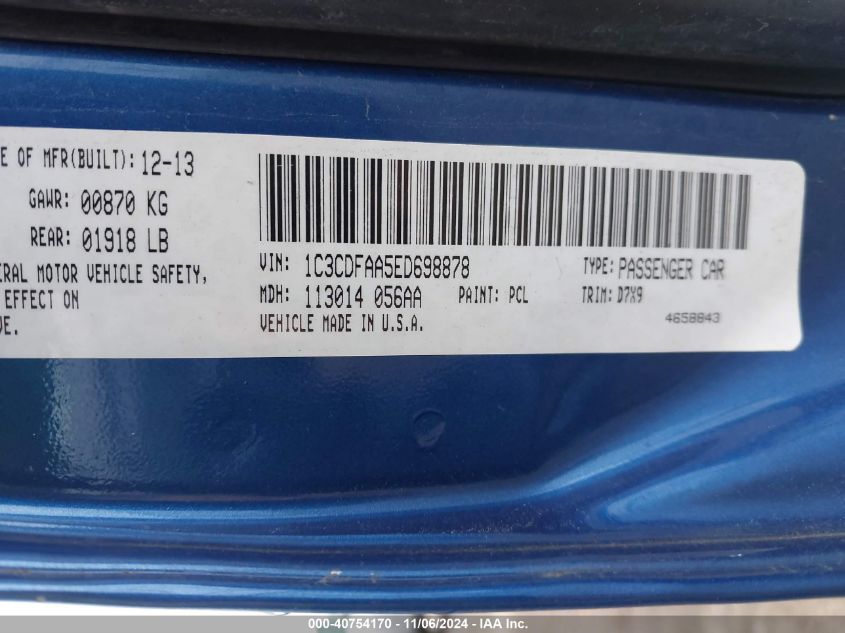 E OF MFR(BUILT): 12-13
GAWR: 00870 KG
REAR: 01918 LB
ERAL MOTOR VEHICLE SAFETY,
EFFECT ON
VE.
VIN: 1C3CDFAA5ED698878
TYPE: PASSENGER CAR
MDH: 113014 056AA
PAINT: PCL
TRIM: D7X9
VEHICLE MADE IN U.S.A.
4658843
000-40754170 - 11/06/2024 - IAA Inc.